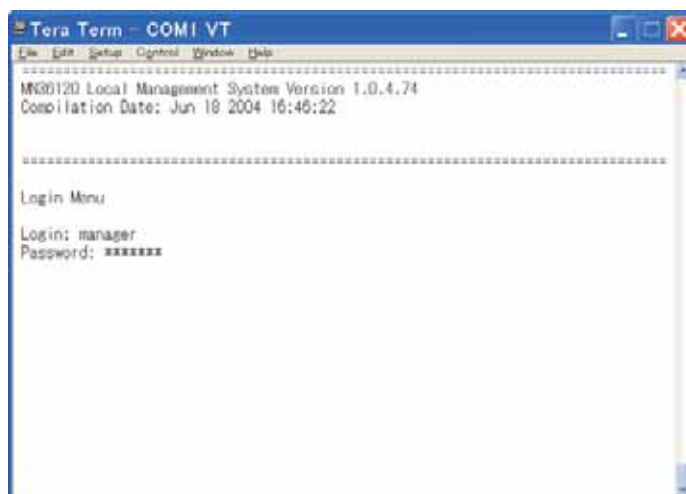 Tera Term - COM1 VT
File Edit Setup Control Window Help
==============================================================================
MN36120 Local Management System Version 1.0.4.74
Compilation Date: Jun 18 2004 16:46:22
==============================================================================
Login Menu
Login: manager
Password: *******